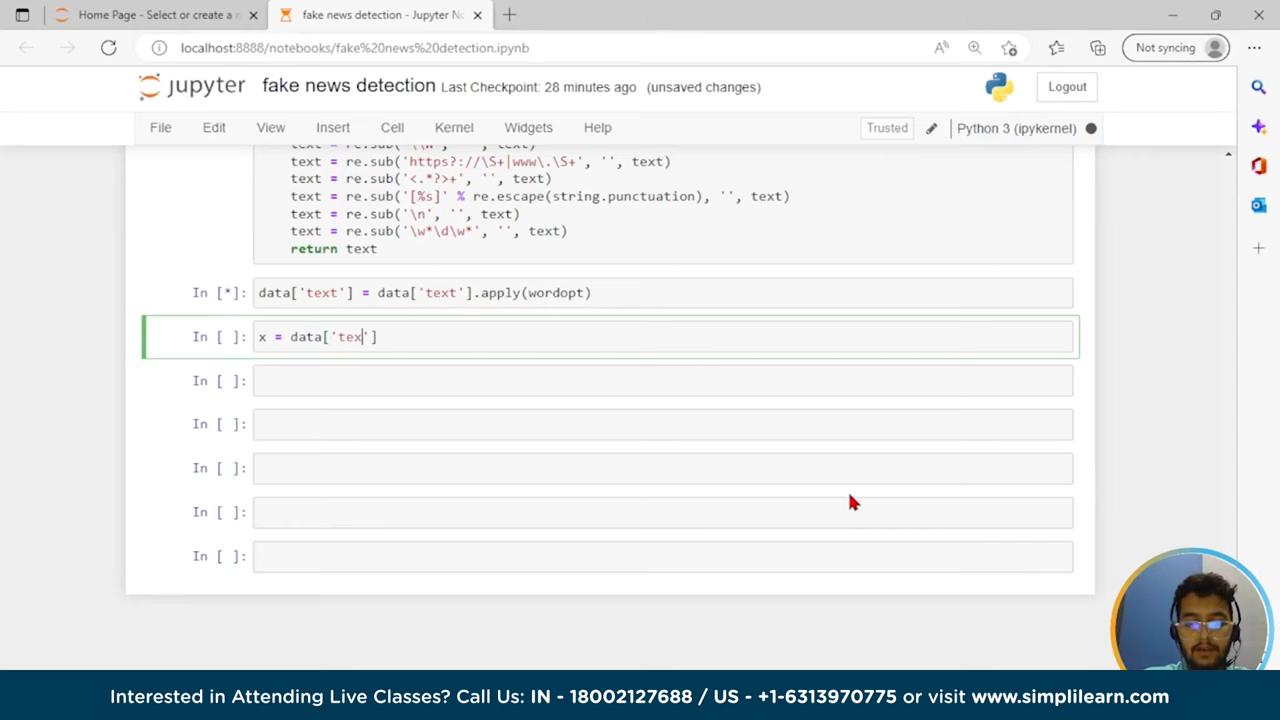 Home Page - Select or create a n
fake news detection - Jupyter No
localhost:8888/notebooks/fake%20news%20detection.ipynb
Not syncing
jupyter fake news detection Last Checkpoint: 28 minutes ago (unsaved changes)
Logout
File Edit View Insert Cell Kernel Widgets Help
Trusted Python 3 (ipykernel)
text = re.sub('https?://\S+|www\.\S+', '', text)
text = re.sub('<.*?>+', '', text)
text = re.sub('[%s]' % re.escape(string.punctuation), '', text)
text = re.sub('\n', '', text)
text = re.sub('\w*\d\w*', '', text)
return text
In [*]: data['text'] = data['text'].apply(wordopt)
In [ ]: x = data['tex']
In [ ]:
In [ ]:
In [ ]:
In [ ]:
In [ ]:
Interested in Attending Live Classes? Call Us: IN - 18002127688 / US - +1-6313970775 or visit www.simplilearn.com